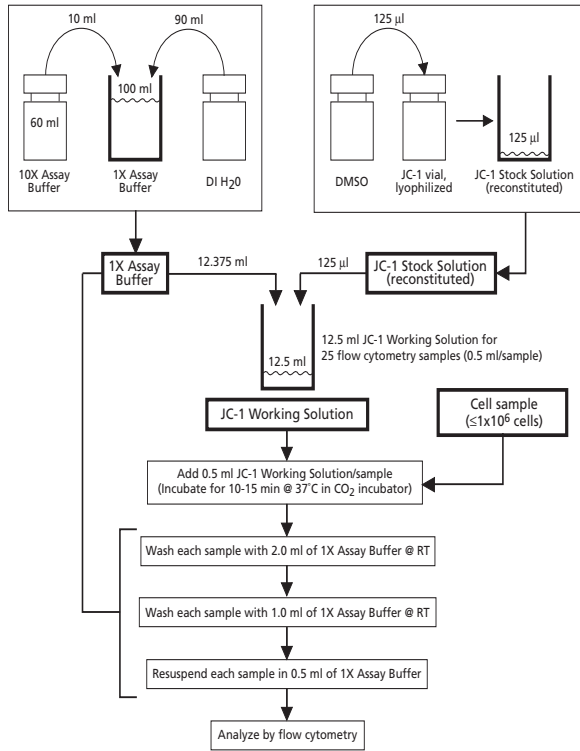 10 ml
90 ml
60 ml
100 ml
10X Assay
Buffer
1X Assay
Buffer
DI H20
125 µl
125 µl
DMSO
JC-1 vial,
lyophilized
JC-1 Stock Solution
(reconstituted)
1X Assay
Buffer
12.375 ml
125 µl
JC-1 Stock Solution
(reconstituted)
12.5 ml
12.5 ml JC-1 Working Solution for
25 flow cytometry samples (0.5 ml/sample)
JC-1 Working Solution
Cell sample
(≤1x10⁶ cells)
Add 0.5 ml JC-1 Working Solution/sample
(Incubate for 10-15 min @ 37˚C in CO₂ incubator)
Wash each sample with 2.0 ml of 1X Assay Buffer @ RT
Wash each sample with 1.0 ml of 1X Assay Buffer @ RT
Resuspend each sample in 0.5 ml of 1X Assay Buffer
Analyze by flow cytometry